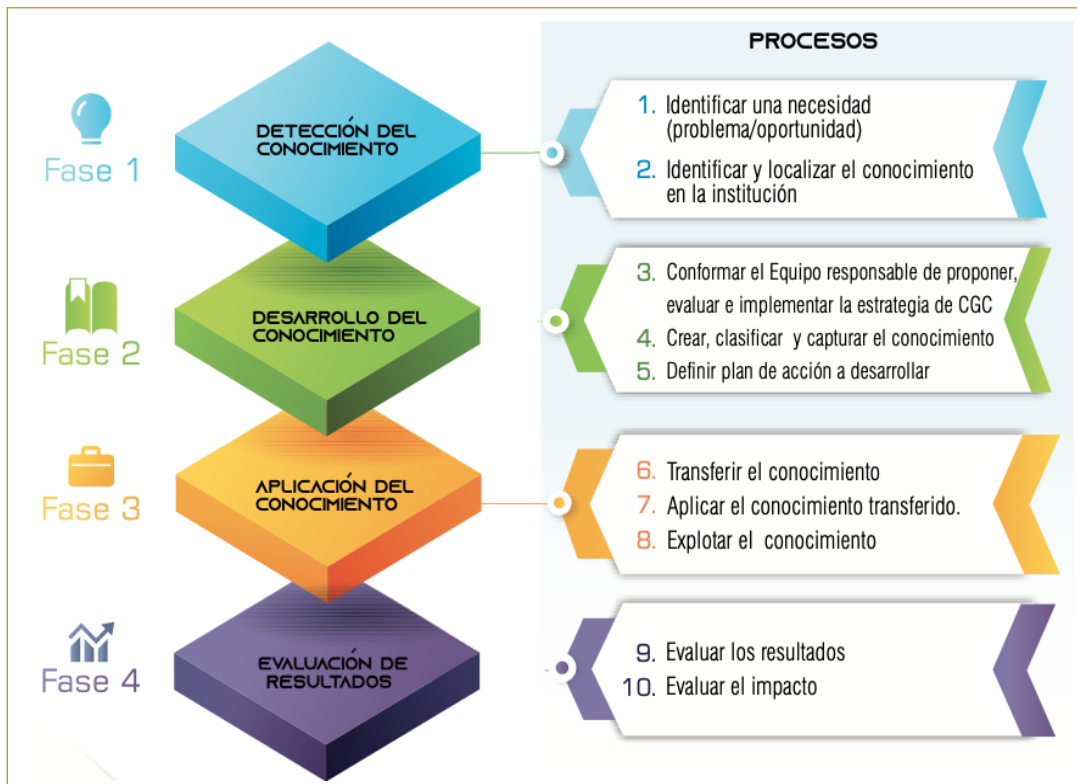 PROCESOS
Fase 1
DETECCIÓN DEL
CONOCIMIENTO
1. Identificar una necesidad
(problema/oportunidad)
2. Identificar y localizar el conocimiento
en la institución
Fase 2
DESARROLLO DEL
CONOCIMIENTO
3. Conformar el Equipo responsable de proponer,
evaluar e implementar la estrategia de CGC
4. Crear, clasificar y capturar el conocimiento
5. Definir plan de acción a desarrollar
Fase 3
APLICACIÓN DEL
CONOCIMIENTO
6. Transferir el conocimiento
7. Aplicar el conocimiento transferido.
8. Explotar el conocimiento
Fase 4
EVALUACIÓN DE
RESULTADOS
9. Evaluar los resultados
10. Evaluar el impacto